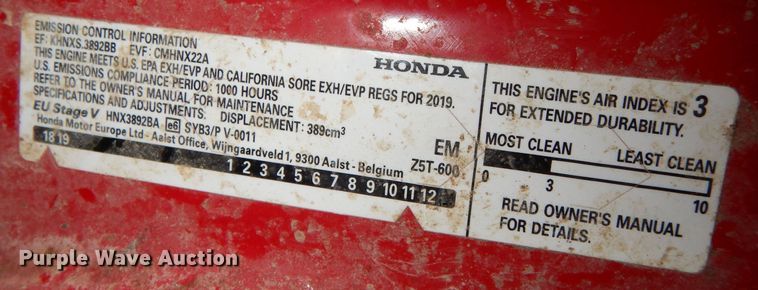 EMISSION CONTROL INFORMATION
EF: KHNXS.3892BB EVF: CMHNX22A
THIS ENGINE MEETS U.S. EPA EXH/EVP AND CALIFORNIA SORE EXH/EVP REGS FOR 2019.
U.S. EMISSIONS COMPLIANCE PERIOD: 1000 HOURS
REFER TO THE OWNER'S MANUAL FOR MAINTENANCE
SPECIFICATIONS AND ADJUSTMENTS. DISPLACEMENT: 389cm³
EU Stage V HNX3892BA e6 SYB3/P V-0011
Honda Motor Europe Ltd - Aalst Office, Wijngaardveld 1, 9300 Aalst - Belgium
18 19
1 2 3 4 5 6 7 8 9 10 11 12
HONDA
EM
Z5T-600
THIS ENGINE'S AIR INDEX IS 3
FOR EXTENDED DURABILITY.
MOST CLEAN LEAST CLEAN
0 3 10
READ OWNER'S MANUAL
FOR DETAILS.
Purple Wave Auction